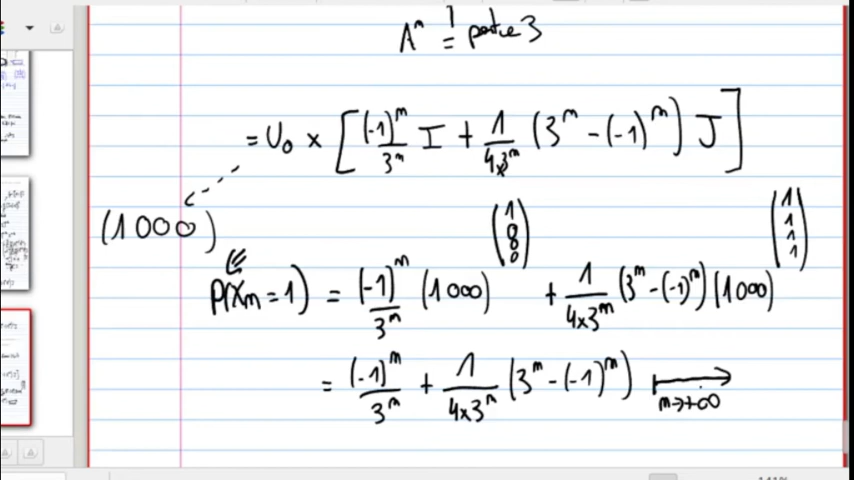 Aⁿ =
= U₀ × [ (-1)ⁿ/3ⁿ I + 1/(4×3ⁿ) (3ⁿ - (-1)ⁿ) J ]
(1 0 0 0)
P(Xₙ = 1) = (-1)ⁿ/3ⁿ (1 0 0 0) (1 0 0 0) + 1/(4×3ⁿ) (3ⁿ - (-1)ⁿ) (1 0 0 0) (1 1 1 1)
= (-1)ⁿ/3ⁿ + 1/(4×3ⁿ) (3ⁿ - (-1)ⁿ) ⟼ n→+∞